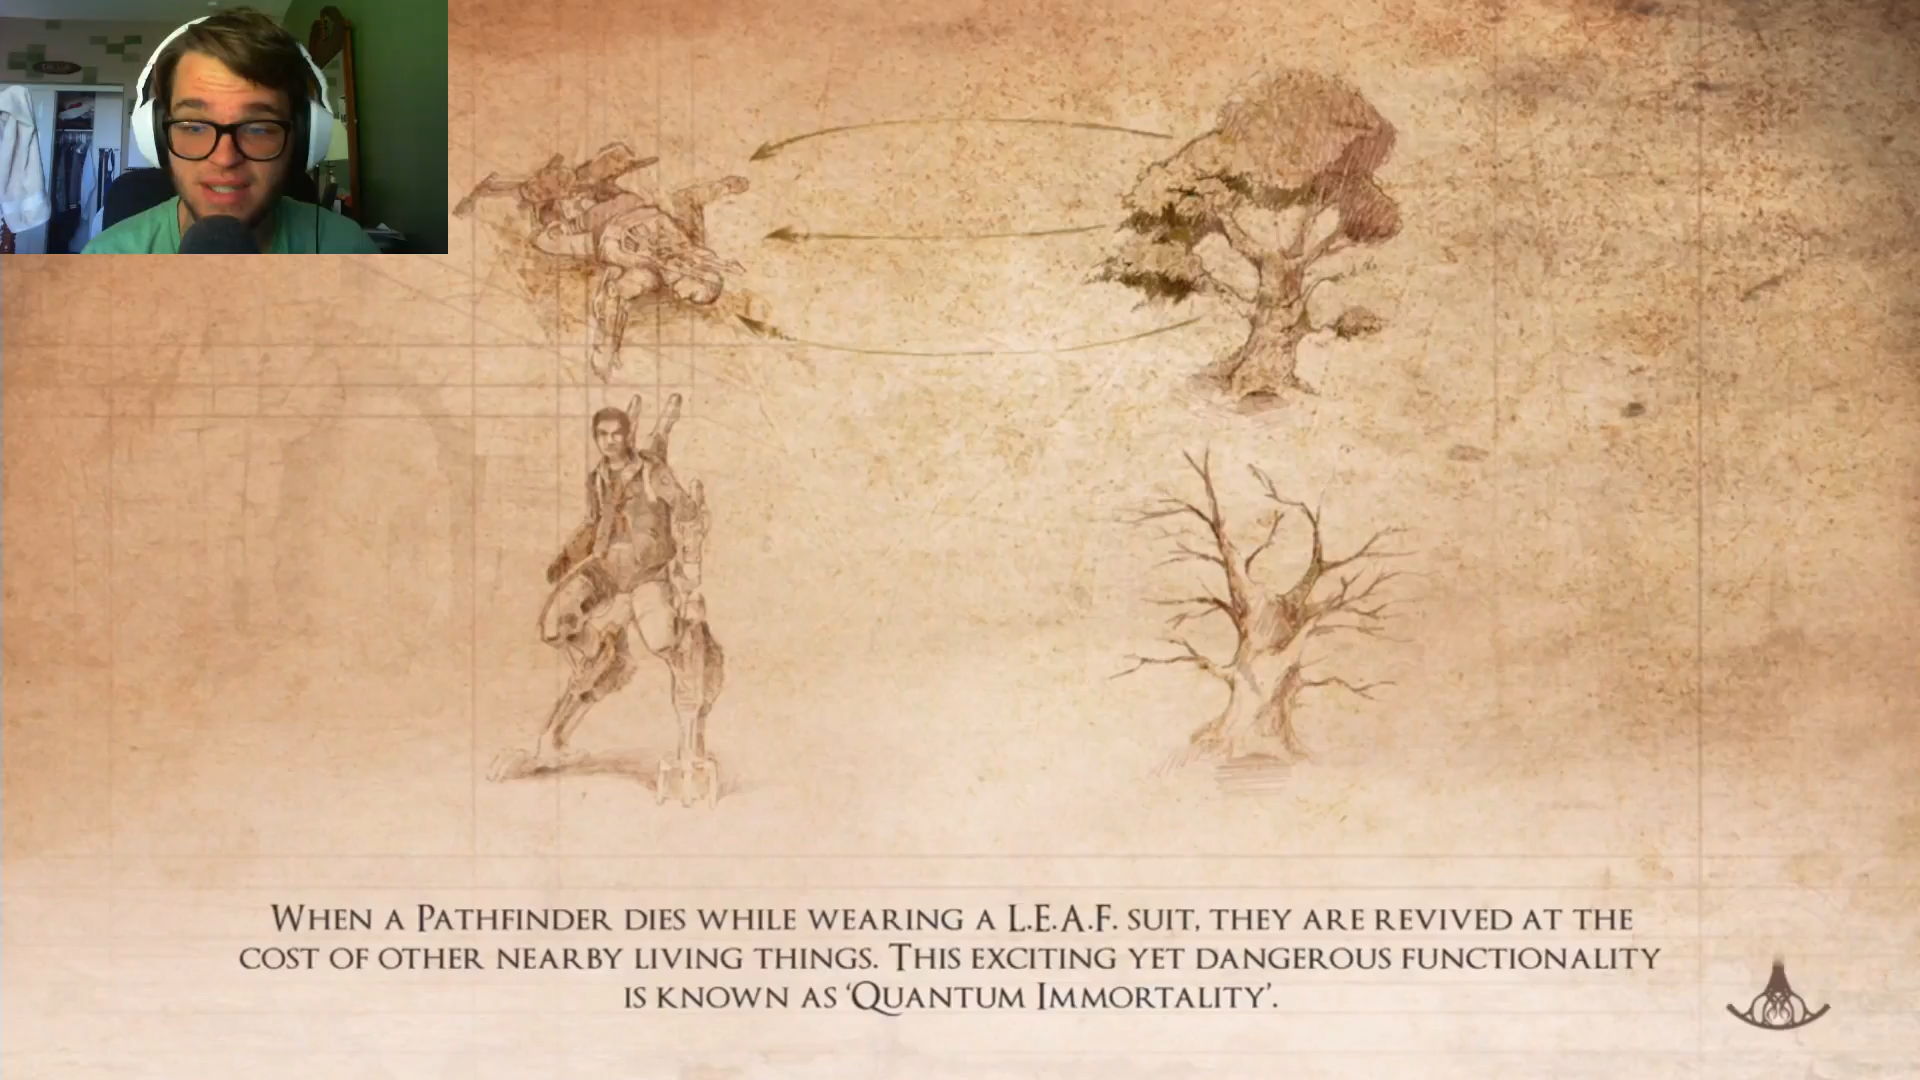 When a Pathfinder dies while wearing a L.E.A.F. suit, they are revived at the
cost of other nearby living things. This exciting yet dangerous functionality
is known as ‘Quantum Immortality’.